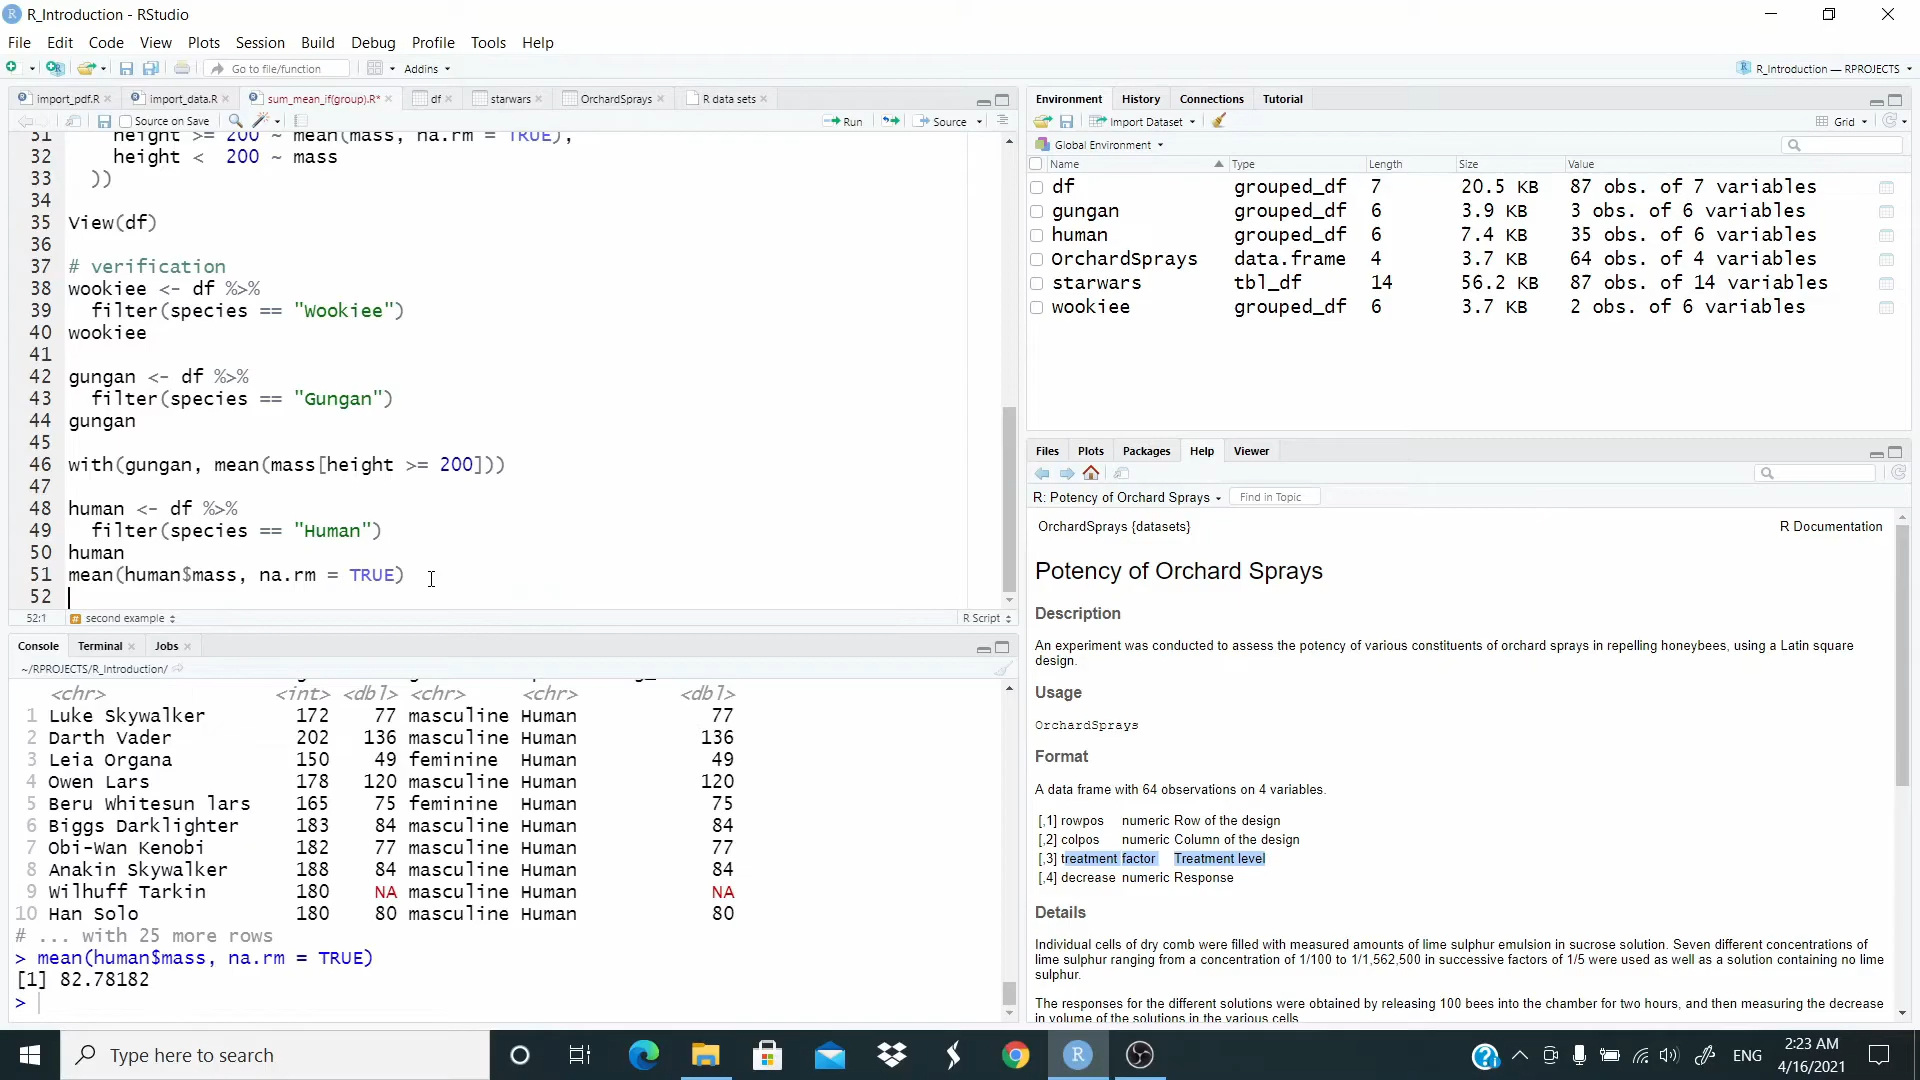 R_Introduction - RStudio
File Edit Code View Plots Session Build Debug Profile Tools Help
Go to file/function Addins R_Introduction — RPROJECTS
import_pdf.R import_data.R sum_mean_if(group).R* df starwars OrchardSprays R data sets
Source on Save Run Source
31 height >= 200 ~ mean(mass, na.rm = TRUE),
32 height < 200 ~ mass
33 ))
34
35 View(df)
36
37 # verification
38 wookiee <- df %>%
39 filter(species == "Wookiee")
40 wookiee
41
42 gungan <- df %>%
43 filter(species == "Gungan")
44 gungan
45
46 with(gungan, mean(mass[height >= 200]))
47
48 human <- df %>%
49 filter(species == "Human")
50 human
51 mean(human$mass, na.rm = TRUE)
52
52:1 # second example R Script
Console Terminal Jobs
~/RPROJECTS/R_Introduction/
<chr> <int> <dbl> <chr> <chr> <dbl>
1 Luke Skywalker 172 77 masculine Human 77
2 Darth Vader 202 136 masculine Human 136
3 Leia Organa 150 49 feminine Human 49
4 Owen Lars 178 120 masculine Human 120
5 Beru Whitesun lars 165 75 feminine Human 75
6 Biggs Darklighter 183 84 masculine Human 84
7 Obi-Wan Kenobi 182 77 masculine Human 77
8 Anakin Skywalker 188 84 masculine Human 84
9 Wilhuff Tarkin 180 NA masculine Human NA
10 Han Solo 180 80 masculine Human 80
# ... with 25 more rows
> mean(human$mass, na.rm = TRUE)
[1] 82.78182
>
Environment History Connections Tutorial
Import Dataset Grid
Global Environment
Name Type Length Size Value
df grouped_df 7 20.5 KB 87 obs. of 7 variables
gungan grouped_df 6 3.9 KB 3 obs. of 6 variables
human grouped_df 6 7.4 KB 35 obs. of 6 variables
OrchardSprays data.frame 4 3.7 KB 64 obs. of 4 variables
starwars tbl_df 14 56.2 KB 87 obs. of 14 variables
wookiee grouped_df 6 3.7 KB 2 obs. of 6 variables
Files Plots Packages Help Viewer
R: Potency of Orchard Sprays Find in Topic
OrchardSprays {datasets} R Documentation
Potency of Orchard Sprays
Description
An experiment was conducted to assess the potency of various constituents of orchard sprays in repelling honeybees, using a Latin square
design.
Usage
OrchardSprays
Format
A data frame with 64 observations on 4 variables.
[,1] rowpos numeric Row of the design
[,2] colpos numeric Column of the design
[,3] treatment factor Treatment level
[,4] decrease numeric Response
Details
Individual cells of dry comb were filled with measured amounts of lime sulphur emulsion in sucrose solution. Seven different concentrations of
lime sulphur ranging from a concentration of 1/100 to 1/1,562,500 in successive factors of 1/5 were used as well as a solution containing no lime
sulphur.
The responses for the different solutions were obtained by releasing 100 bees into the chamber for two hours, and then measuring the decrease
in volume of the solutions in the various cells
Type here to search
ENG
2:23 AM
4/16/2021